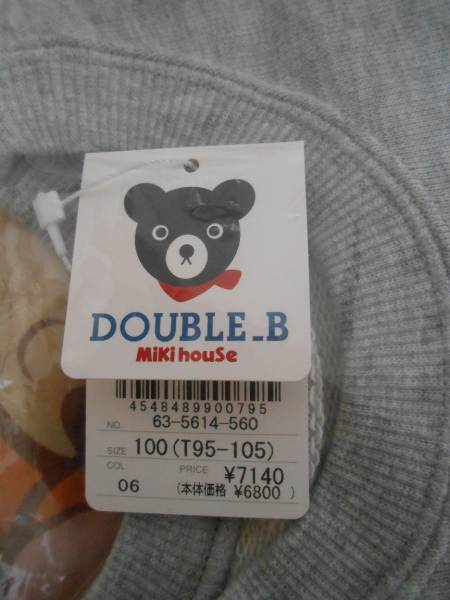 DOUBLE_B
MiKi houSe
4548489900795
NO. 63-5614-560
SIZE 100(T95-105)
COL. PRICE ¥7140
06 (本体価格 ¥6800 )